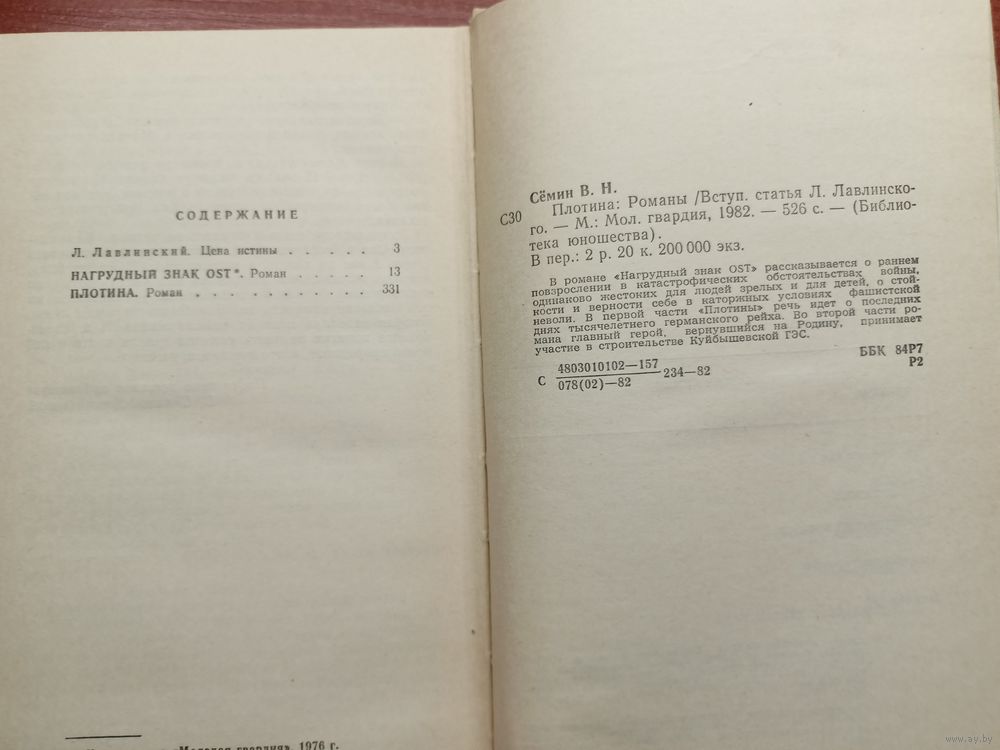 СОДЕРЖАНИЕ
Л. Лавлинский. Цена истины . . . . . . 3
НАГРУДНЫЙ ЗНАК OST*. Роман . . . . . 13
ПЛОТИНА. Роман . . . . . . . . . . . . 331
«Молодая гвардия», 1976 г.
Сёмин В. Н.
С30 Плотина: Романы /Вступ. статья Л. Лавлинско-
го. — М.: Мол. гвардия, 1982. — 526 с. — (Библио-
тека юношества).
В пер.: 2 р. 20 к. 200 000 экз.
В романе «Нагрудный знак OST» рассказывается о раннем
повзрослении в катастрофических обстоятельствах войны,
одинаково жестоких для людей зрелых и для детей, о стой-
кости и верности себе в каторжных условиях фашистской
неволи. В первой части «Плотины» речь идет о последних
днях тысячелетнего германского рейха. Во второй части ро-
мана главный герой, вернувшийся на Родину, принимает
участие в строительстве Куйбышевской ГЭС.
С 4803010102—157
078(02)—82
234—82
ББК 84Р7
Р2
www.ay.by